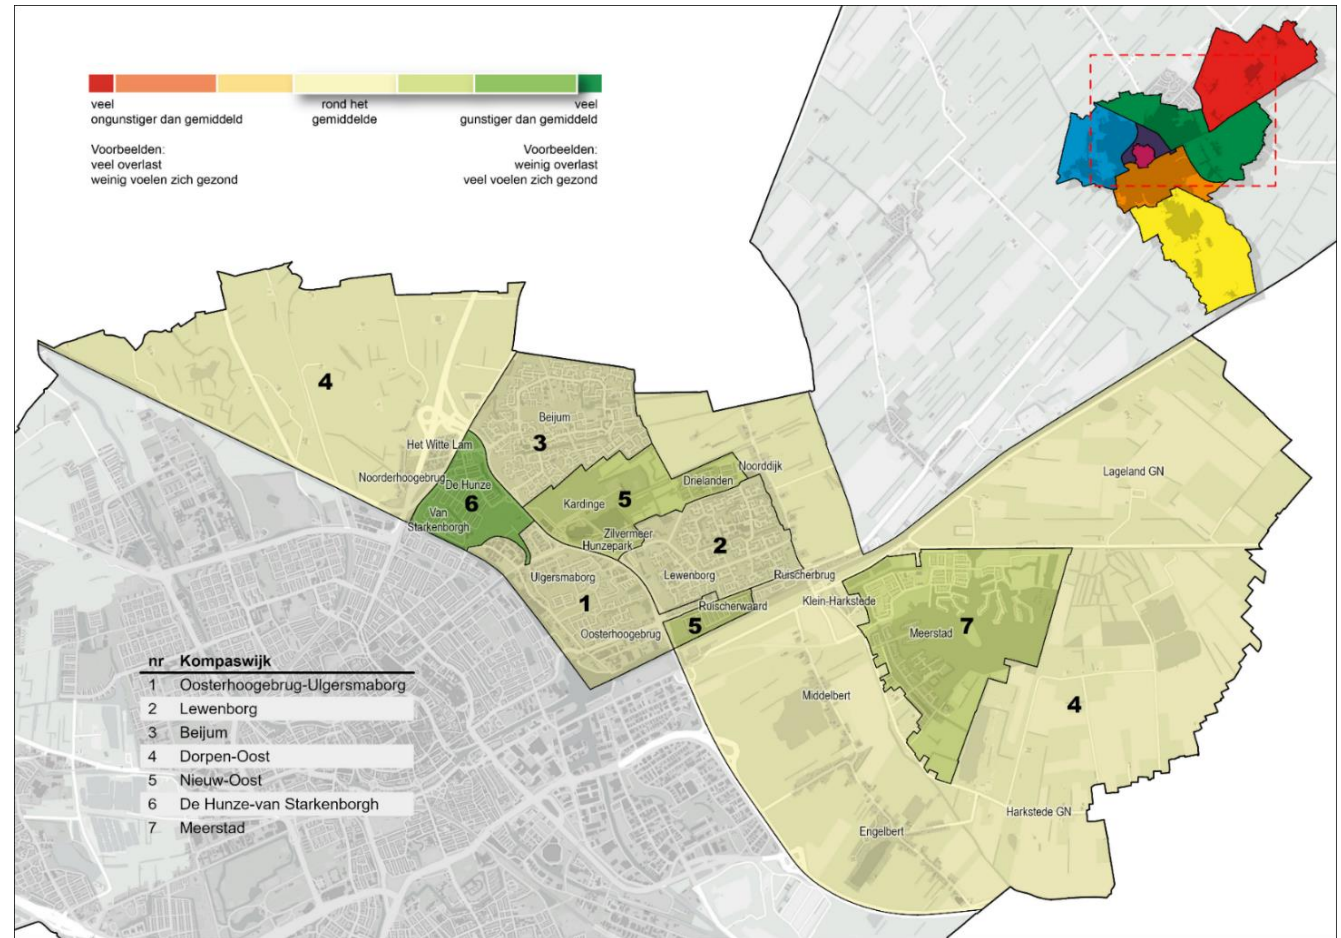 veel
ongunstiger dan gemiddeld
rond het
gemiddelde
veel
gunstiger dan gemiddeld
Voorbeelden:
veel overlast
weinig voelen zich gezond
Voorbeelden:
weinig overlast
veel voelen zich gezond
4
Beijum
3
Het Witte Lam
Noorderhoogebrug
De Hunze
6
Van
Starkenborgh
Kardinge
5
Drielanden
Noorddijk
Zilvermeer
Hunzepark
2
Lewenborg
Ulgersmaborg
1
Oosterhoogebrug
Ruischerwaard
5
Ruischerbrug
Klein-Harkstede
Lageland GN
Meerstad
7
Middelbert
4
Engelbert
Harkstede GN
nr Kompaswijk
1 Oosterhoogebrug-Ulgersmaborg
2 Lewenborg
3 Beijum
4 Dorpen-Oost
5 Nieuw-Oost
6 De Hunze-van Starkenborgh
7 Meerstad